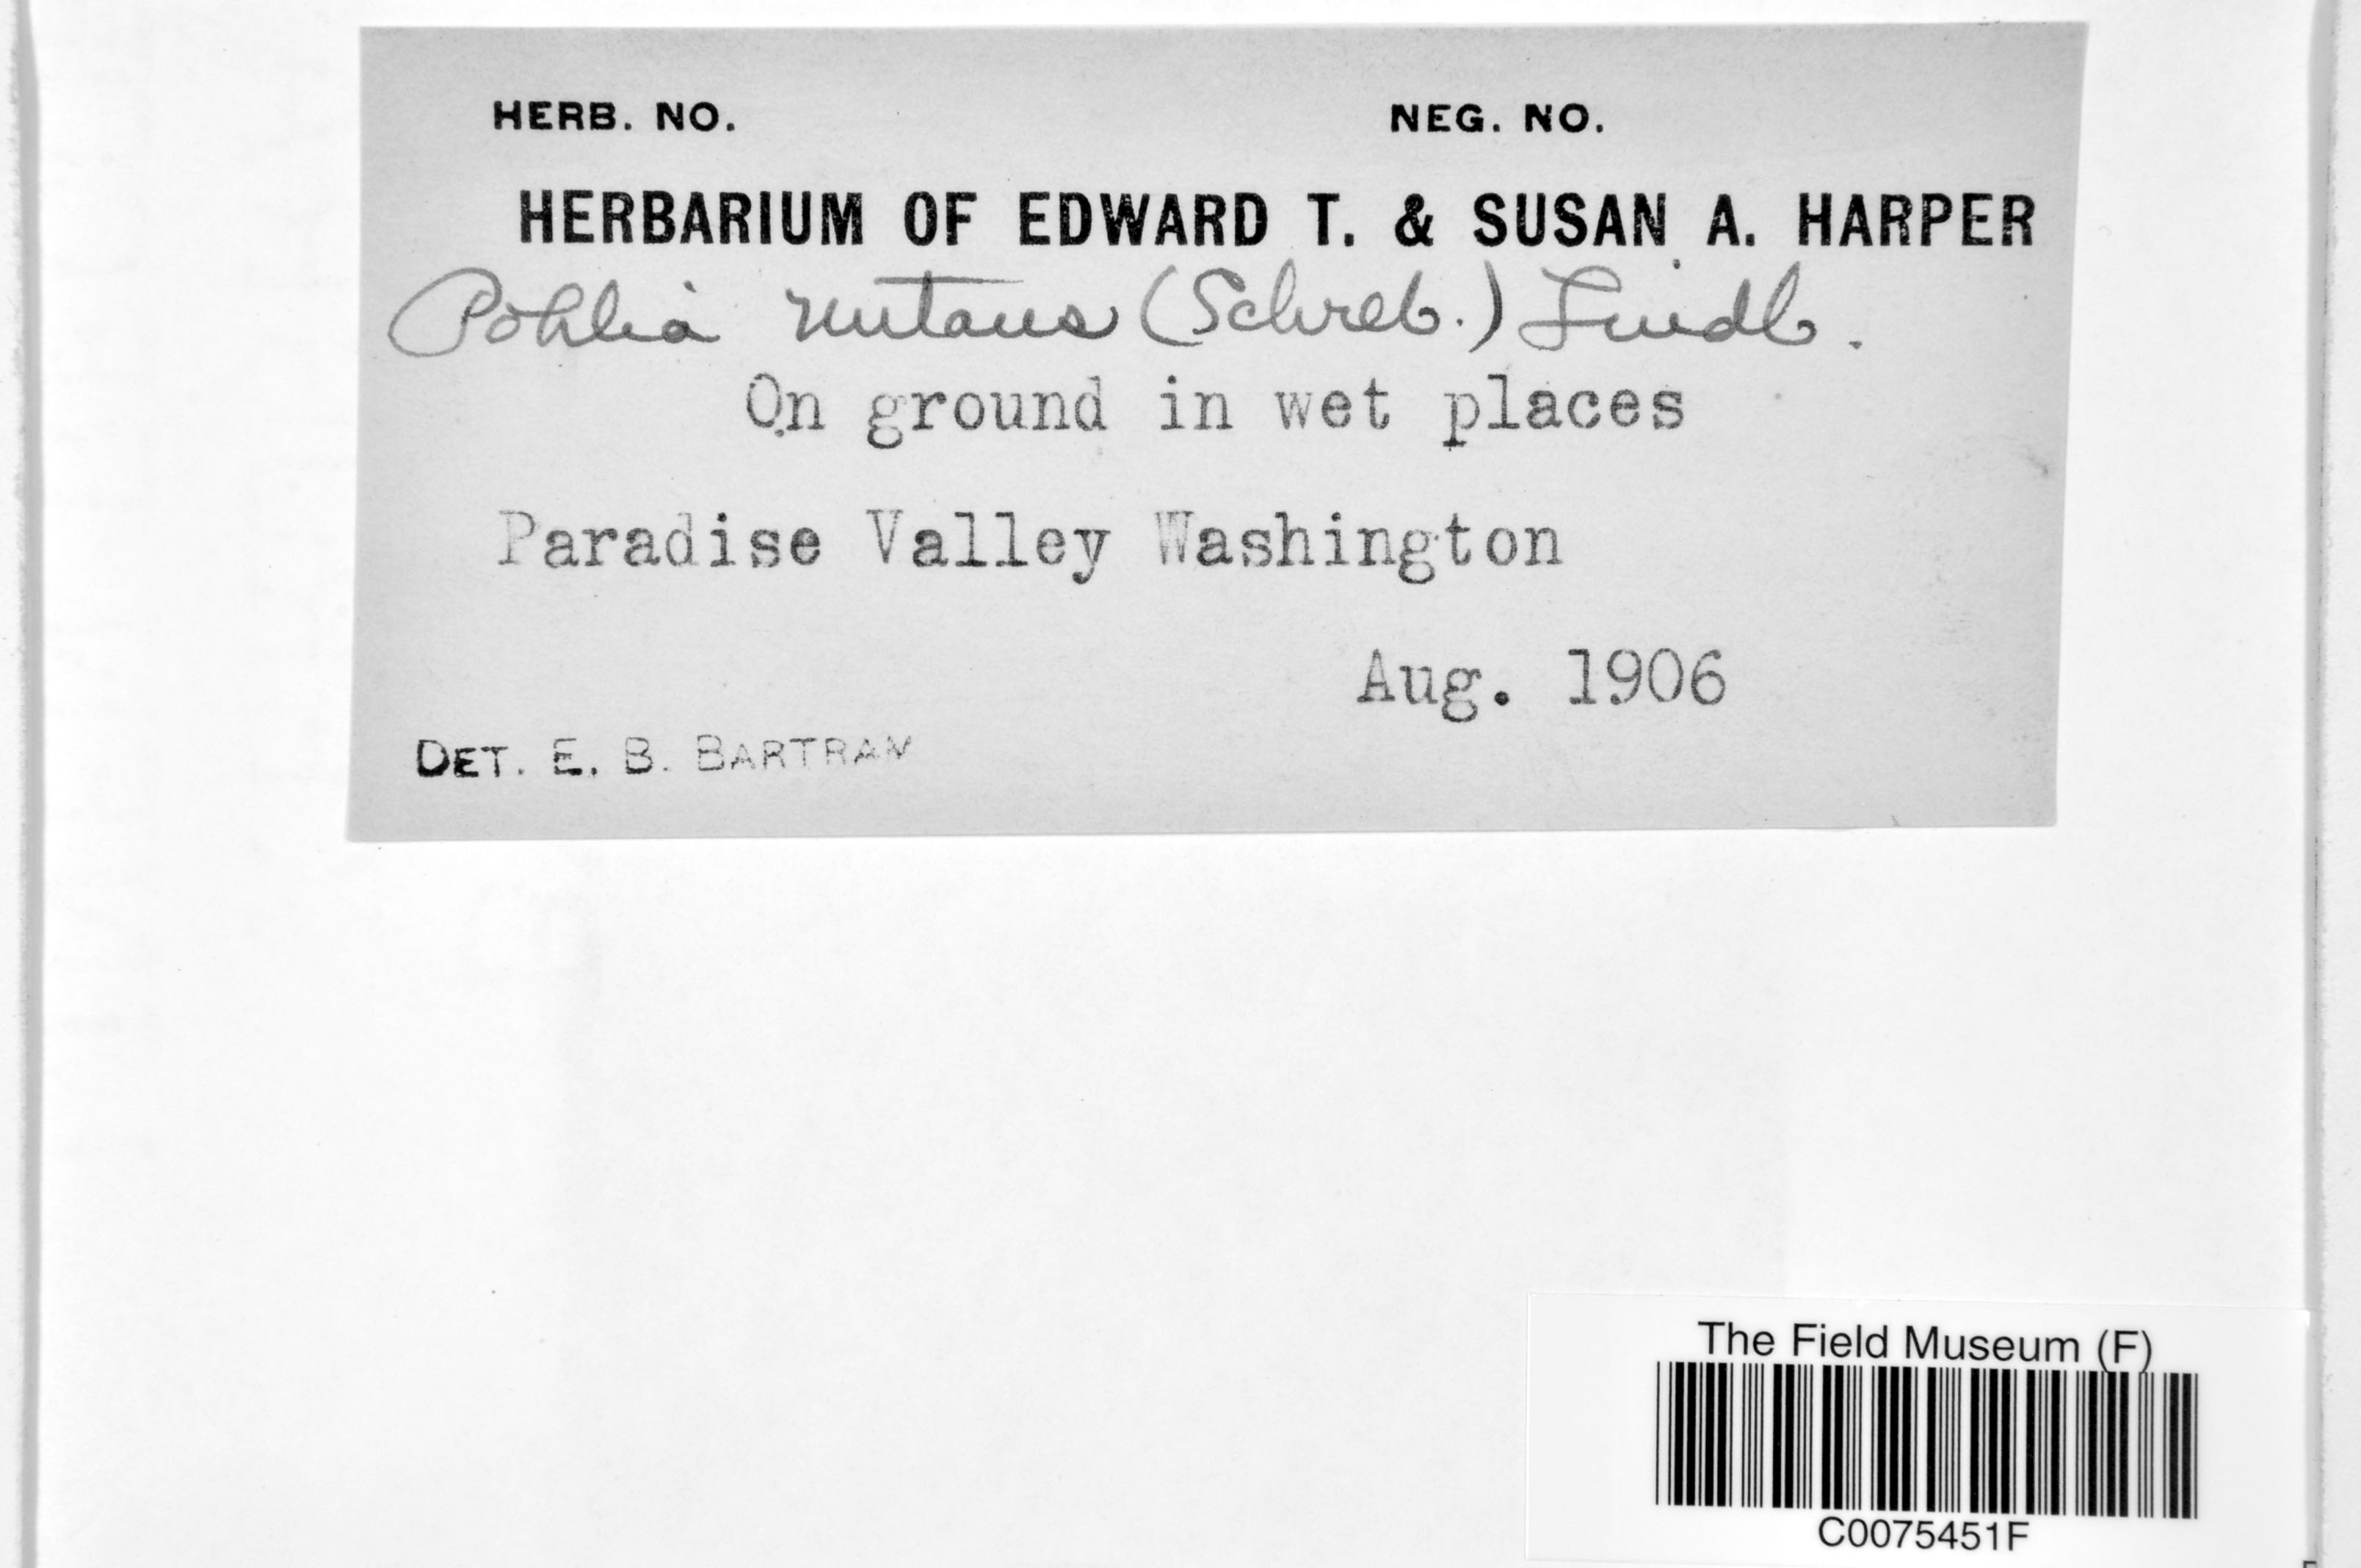 HERB. NO. NEG. NO.
HERBARIUM OF EDWARD T. & SUSAN A. HARPER
Pohlia nutans (Schreb.) Lindb.
On ground in wet places
Paradise Valley Washington
Aug. 1906
DET. E. B. BARTRAM
The Field Museum (F)
C0075451F